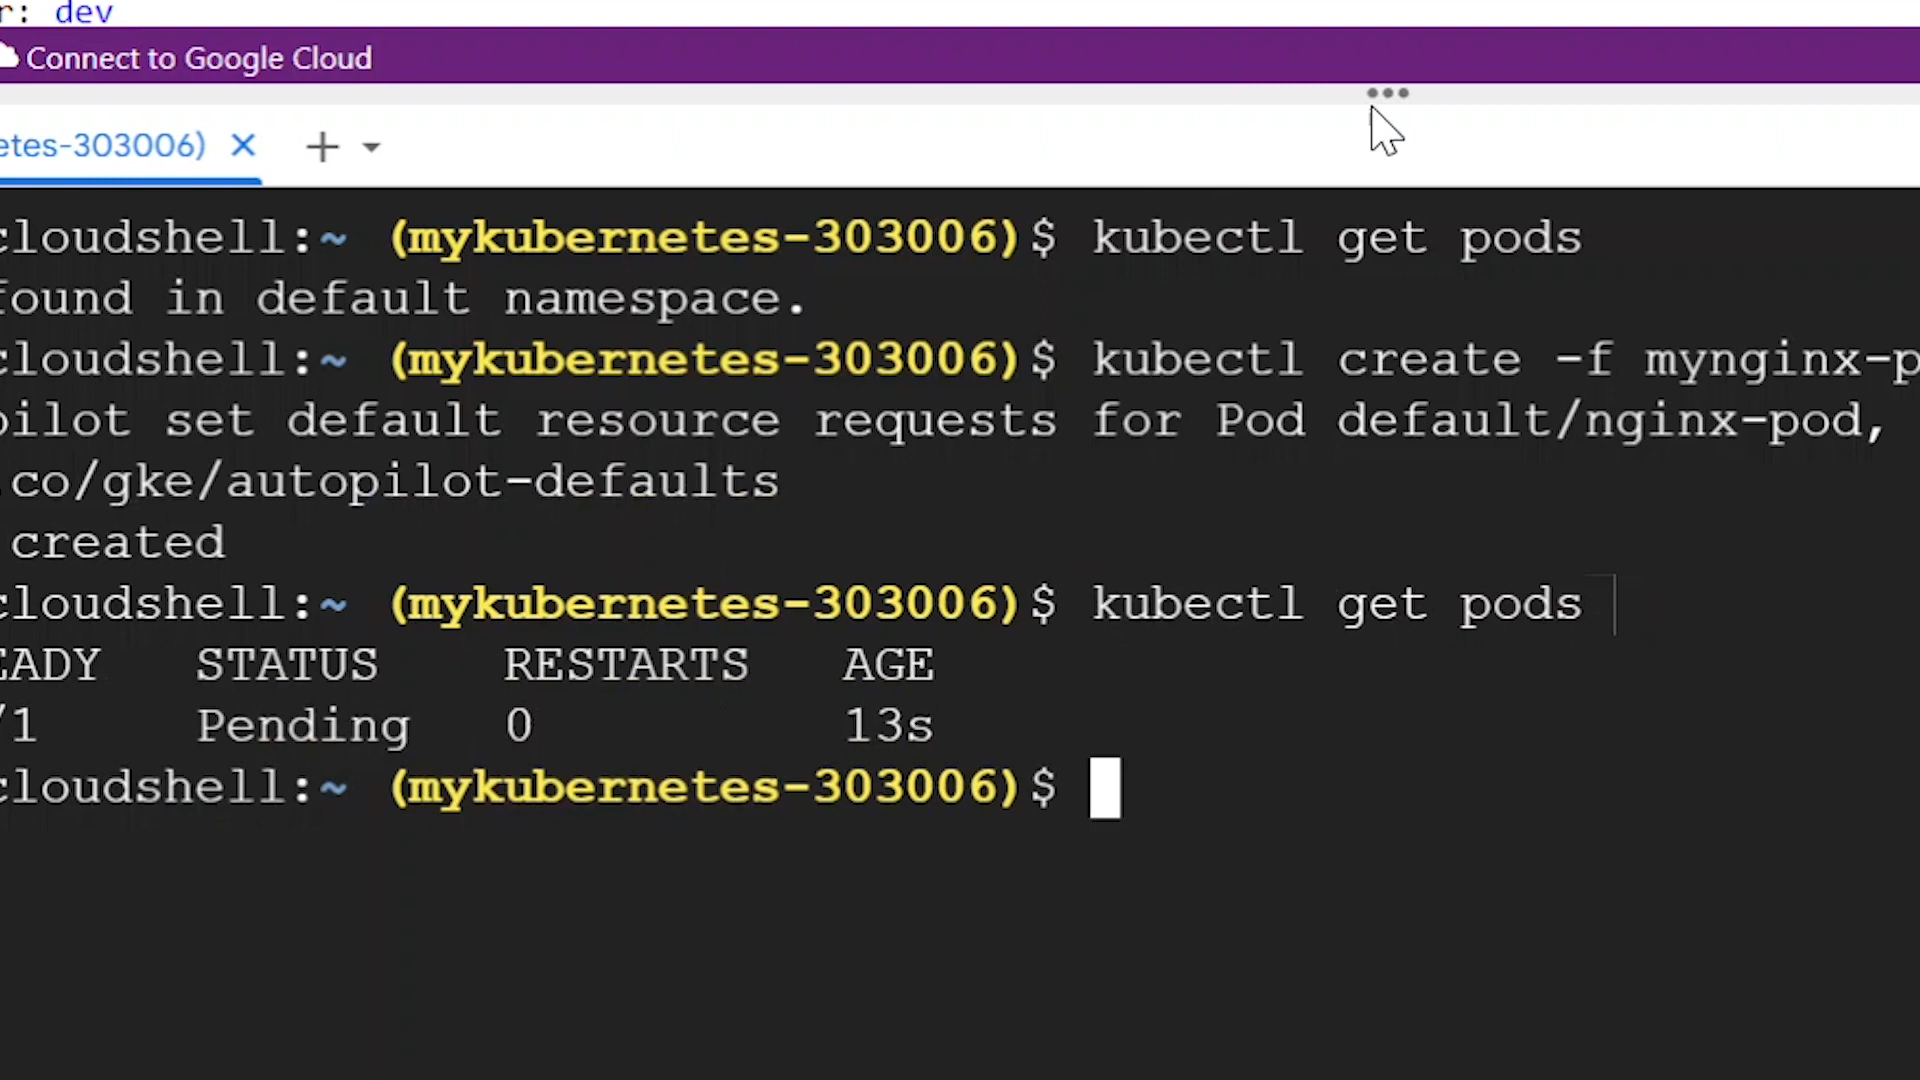 r: dev
Connect to Google Cloud
etes-303006)
cloudshell:~ (mykubernetes-303006)$ kubectl get pods
found in default namespace.
cloudshell:~ (mykubernetes-303006)$ kubectl create -f mynginx-p
pilot set default resource requests for Pod default/nginx-pod,
.co/gke/autopilot-defaults
created
cloudshell:~ (mykubernetes-303006)$ kubectl get pods
EADY STATUS RESTARTS AGE
/1 Pending 0 13s
cloudshell:~ (mykubernetes-303006)$